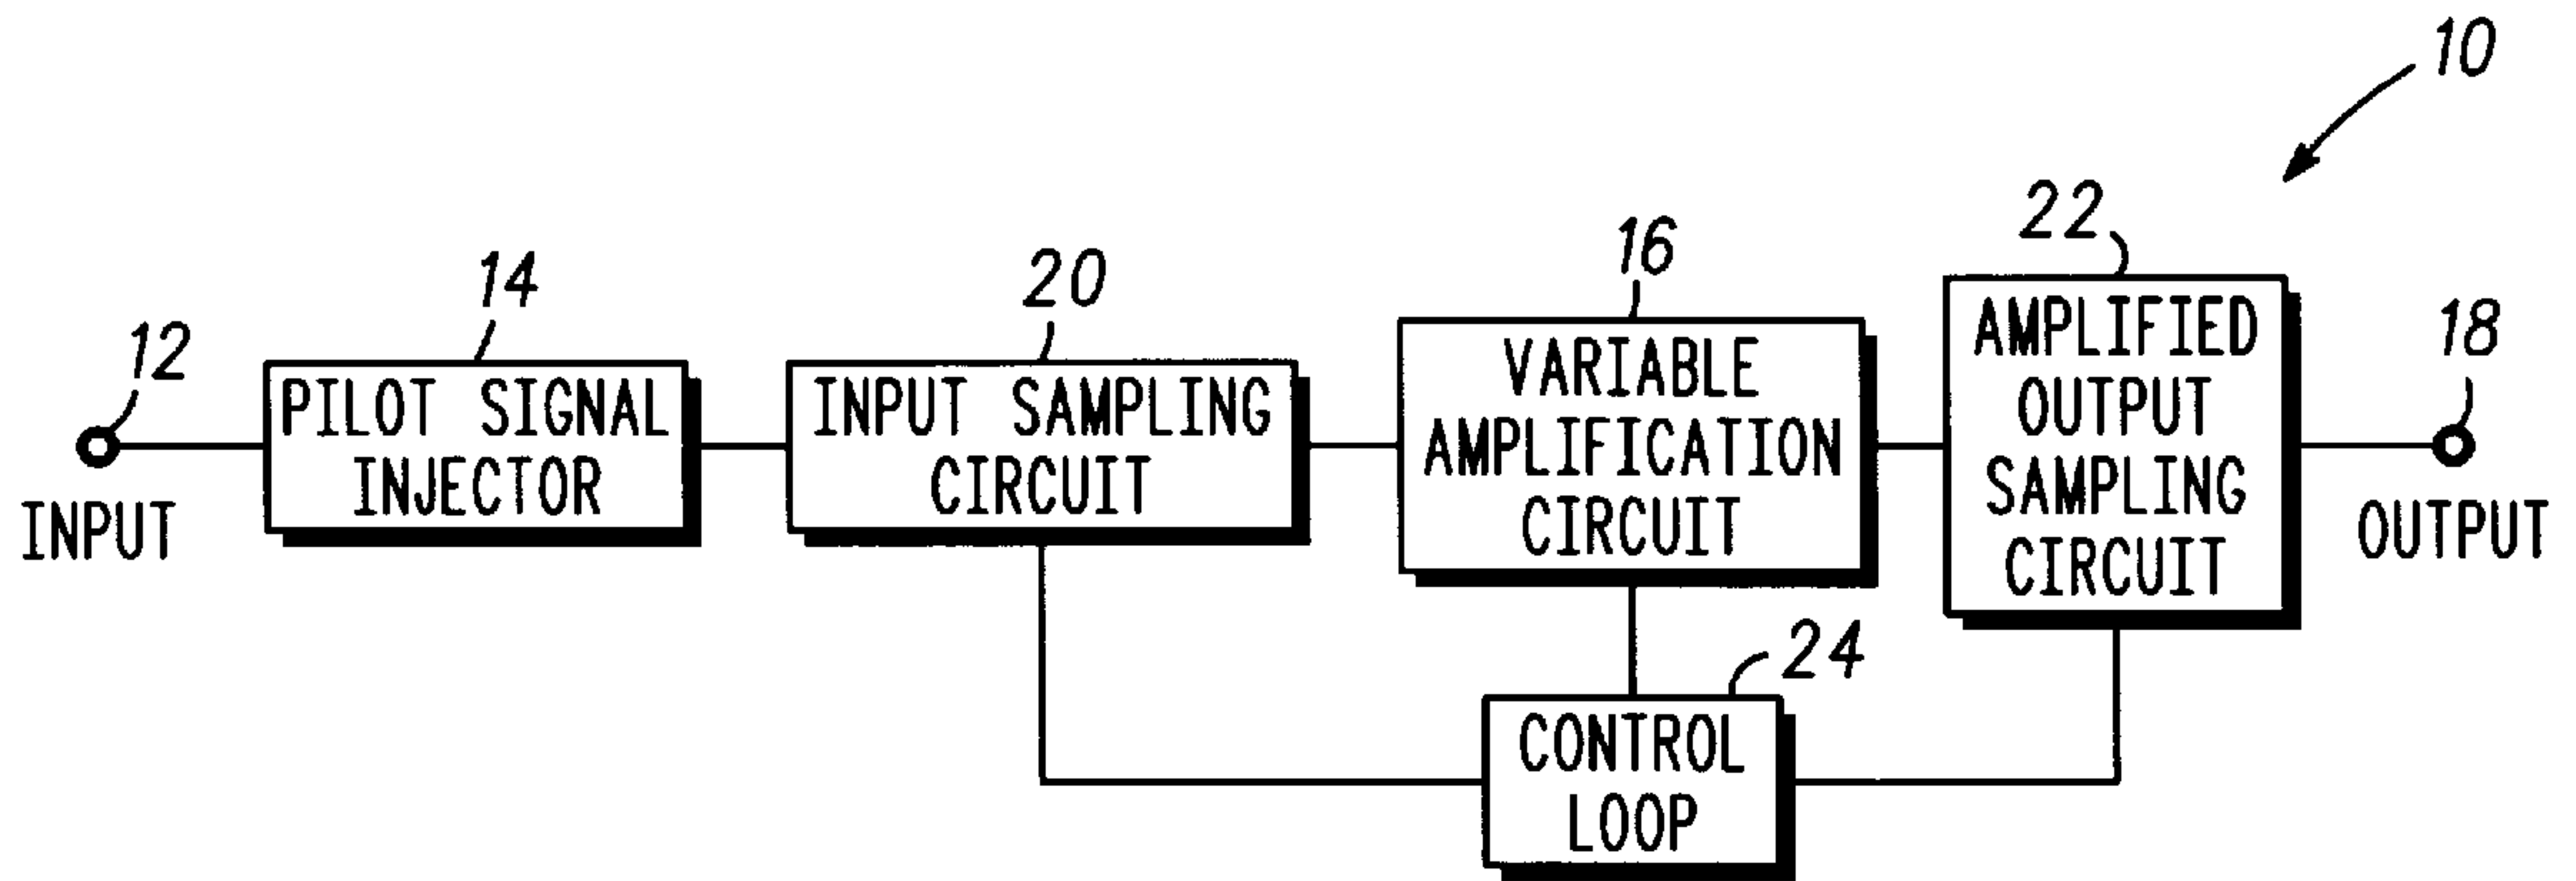 10
22
16
20
14
18
12
PILOT SIGNAL
INJECTOR
INPUT SAMPLING
CIRCUIT
VARIABLE
AMPLIFICATION
CIRCUIT
AMPLIFIED
OUTPUT
SAMPLING
CIRCUIT
INPUT
OUTPUT
24
CONTROL
LOOP